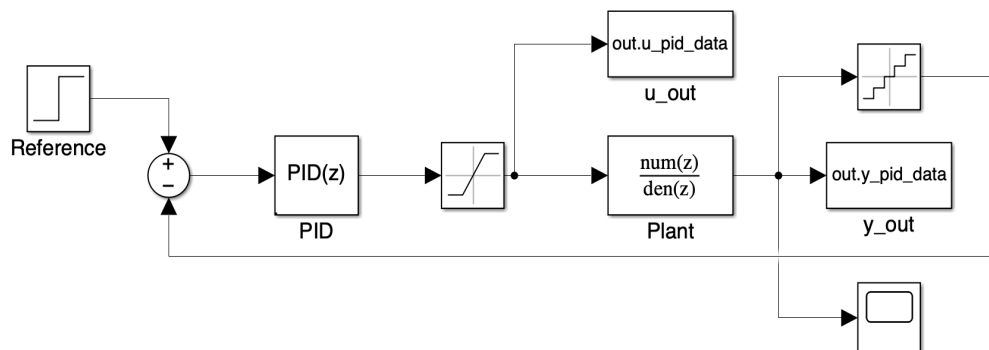 out.u_pid_data
u_out
Reference
+
−
PID(z)
PID
num(z)
den(z)
Plant
out.y_pid_data
y_out